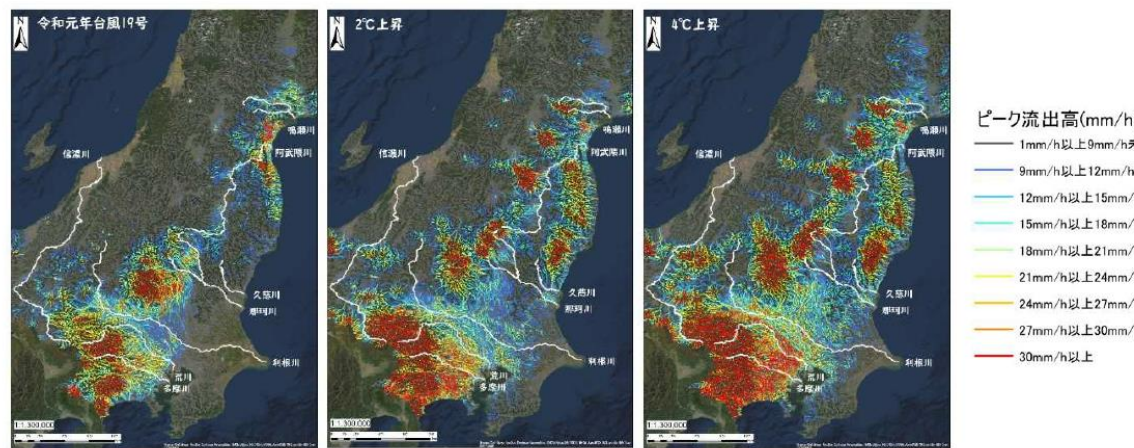 令和元年台風19号
N
鳴瀬川
阿武隈川
信濃川
久慈川
那珂川
利根川
荒川
多摩川
1:1,300,000
2℃上昇
N
鳴瀬川
阿武隈川
信濃川
久慈川
那珂川
利根川
荒川
多摩川
1:1,300,000
4℃上昇
N
鳴瀬川
阿武隈川
信濃川
久慈川
那珂川
利根川
荒川
多摩川
1:1,300,000
ピーク流出高(mm/h
1mm/h以上9mm/h
9mm/h以上12mm/h
12mm/h以上15mm/
15mm/h以上18mm/
18mm/h以上21mm/
21mm/h以上24mm/
24mm/h以上27mm/
27mm/h以上30mm/
30mm/h以上